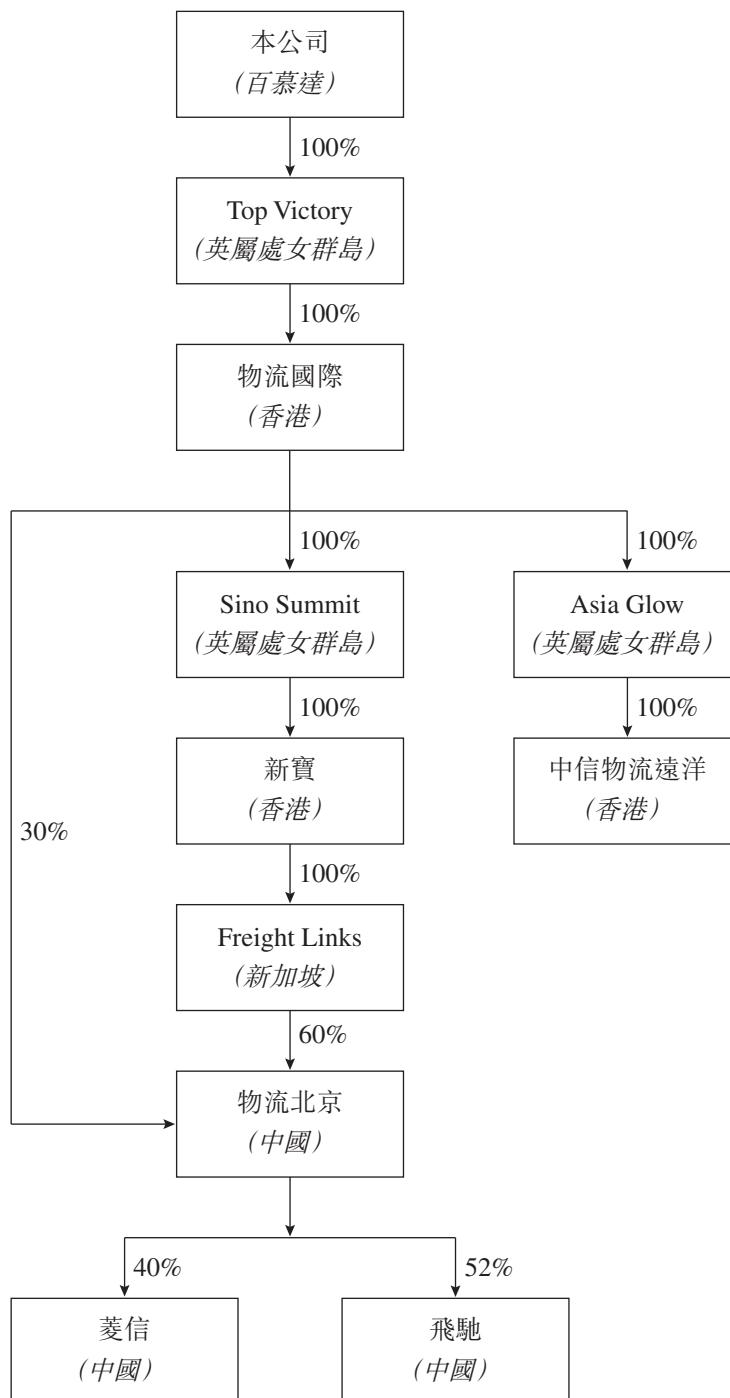 本公司
(百慕達)
100%
Top Victory
(英屬處女群島)
100%
物流國際
(香港)
100%
100%
Sino Summit
(英屬處女群島)
Asia Glow
(英屬處女群島)
100%
100%
新寶
(香港)
中信物流遠洋
(香港)
30%
100%
Freight Links
(新加坡)
60%
物流北京
(中國)
40%
52%
菱信
(中國)
飛馳
(中國)